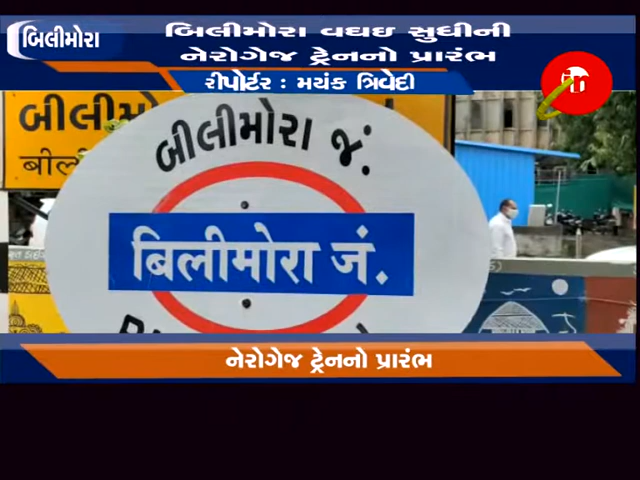 બિલીમોરા
બિલીમોરા વઘઇ સુધીની
નેરોગેજ ટ્રેનનો પ્રારંભ
રીપોર્ટર : મયંક ત્રિવેદી
બીલીમોરા જં.
बिलीमोरा जं.
નેરોગેજ ટ્રેનનો પ્રારંભ